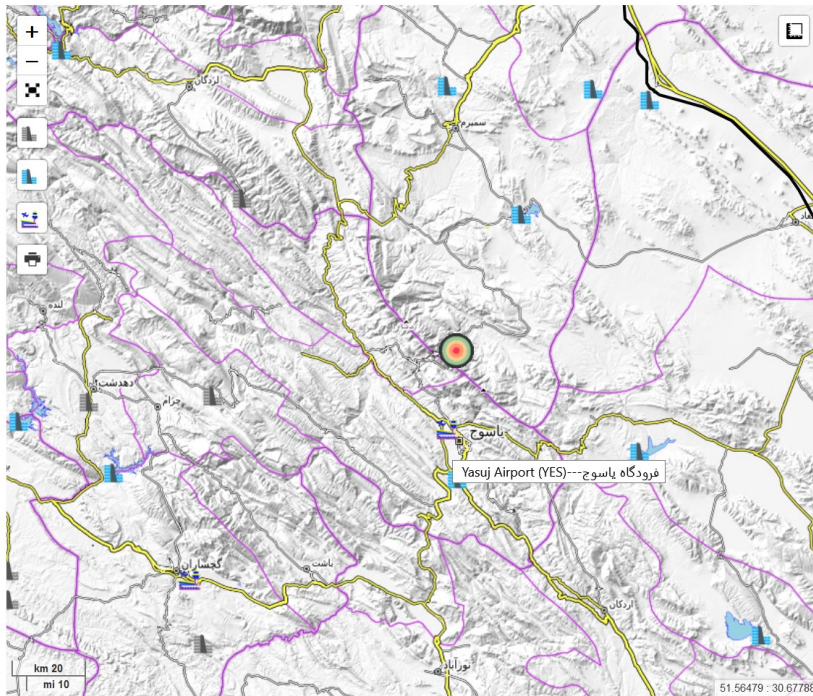 +
−
لردگان
سمیرم
لنده
دهدشت
چرام
یاسوج
Yasuj Airport (YES)---فرودگاه یاسوج
گچساران
باشت
اردکان
نورآباد
km 20
mi 10
51.56479 : 30.67788